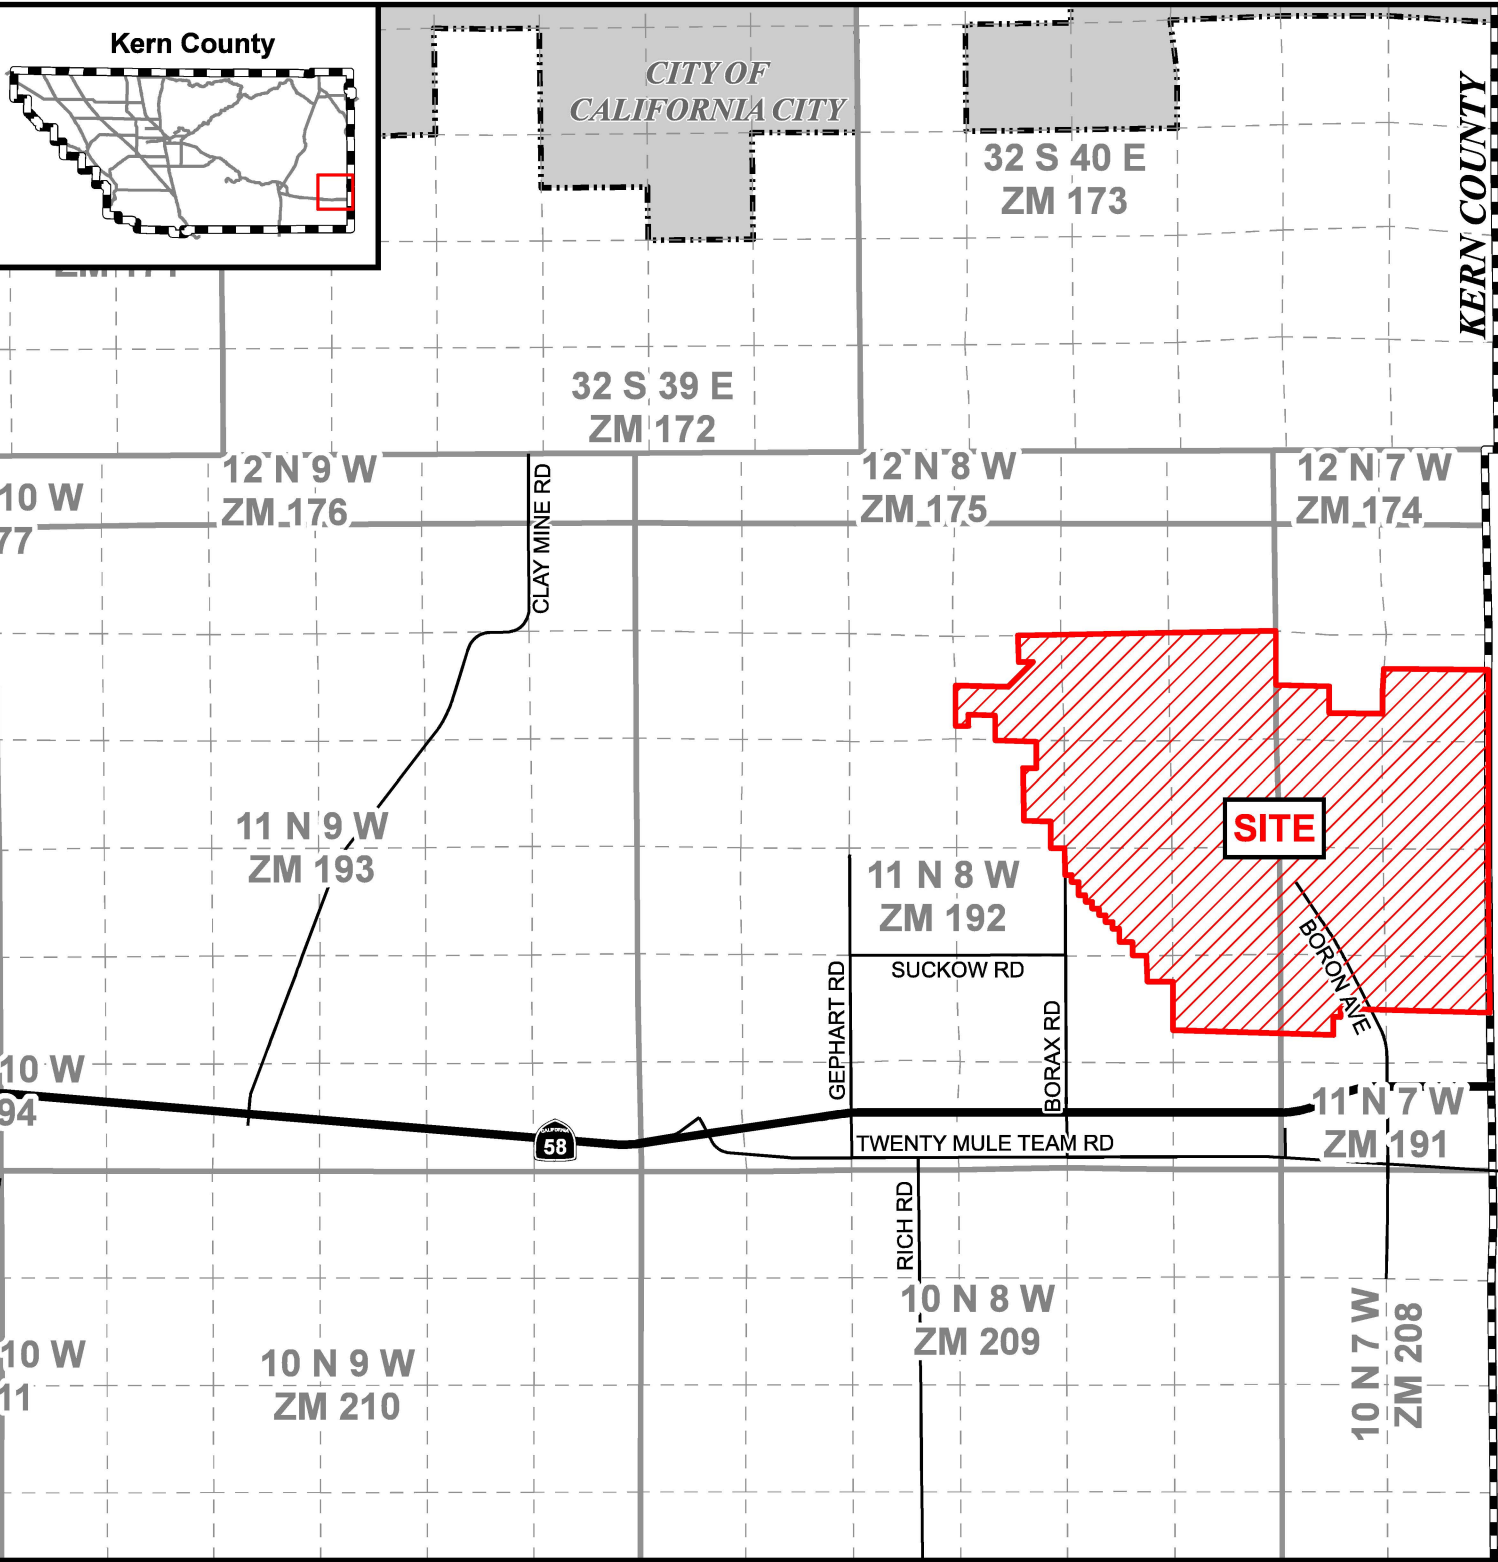 Kern County
CITY OF
CALIFORNIA CITY
32 S 40 E
ZM 173
KERN COUNTY
ZM 171
32 S 39 E
ZM 172
12 N 9 W
ZM 176
12 N 8 W
ZM 175
12 N 7 W
ZM 174
10 W
77
CLAY MINE RD
SITE
11 N 9 W
ZM 193
11 N 8 W
ZM 192
BORON AVE
SUCKOW RD
GEPHART RD
BORAX RD
10 W
94
CALIFORNIA
58
11 N 7 W
ZM 191
TWENTY MULE TEAM RD
RICH RD
10 N 8 W
ZM 209
10 N 7 W
ZM 208
10 W
11
10 N 9 W
ZM 210